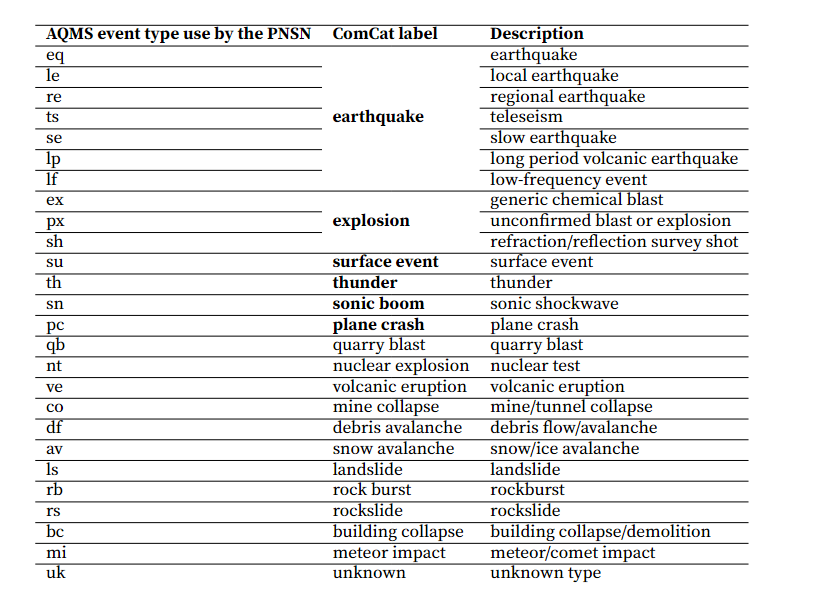 AQMS event type use by the PNSN ComCat label Description
eq earthquake
le local earthquake
re regional earthquake
ts earthquake teleseism
se slow earthquake
lp long period volcanic earthquake
lf low-frequency event
ex generic chemical blast
px explosion unconfirmed blast or explosion
sh refraction/reflection survey shot
su surface event surface event
th thunder thunder
sn sonic boom sonic shockwave
pc plane crash plane crash
qb quarry blast quarry blast
nt nuclear explosion nuclear test
ve volcanic eruption volcanic eruption
co mine collapse mine/tunnel collapse
df debris avalanche debris flow/avalanche
av snow avalanche snow/ice avalanche
ls landslide landslide
rb rock burst rockburst
rs rockslide rockslide
bc building collapse building collapse/demolition
mi meteor impact meteor/comet impact
uk unknown unknown type